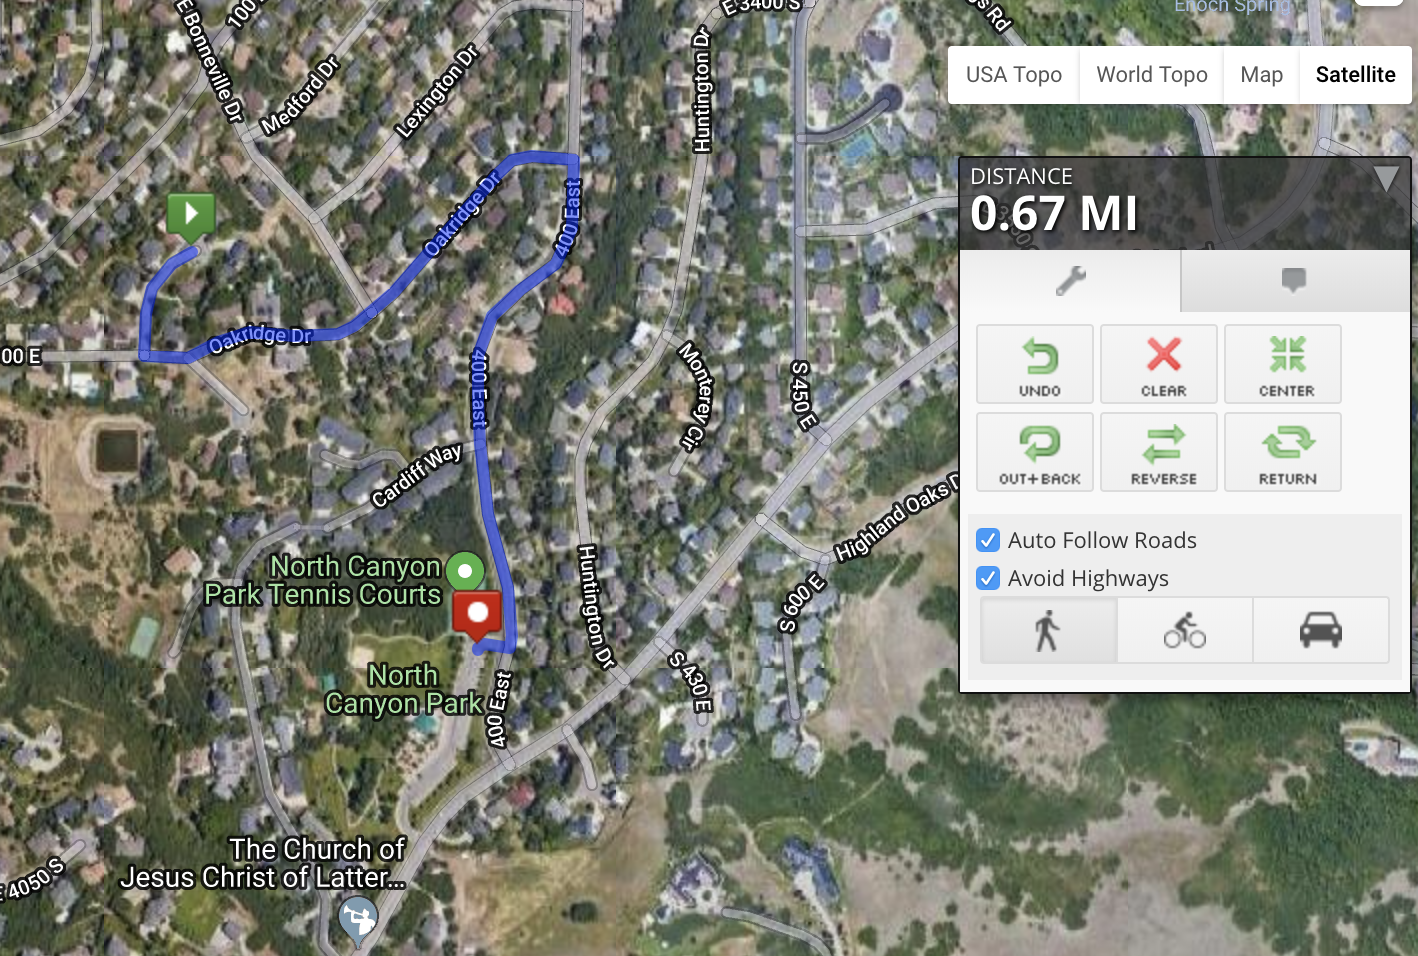 E 3400 S
Enoch Spring
E Bonneville Dr
Medford Dr
Lexington Dr
Huntington Dr
USA Topo
World Topo
Map
Satellite
DISTANCE
0.67 MI
Oakridge Dr
400 East
Oakridge Dr
00 E
400 East
Monterey Cir
S 450 E
UNDO
CLEAR
CENTER
OUT+BACK
REVERSE
RETURN
Cardiff Way
Highland Oaks D
Auto Follow Roads
Avoid Highways
North Canyon
Park Tennis Courts
Huntington Dr
S 600 E
North
Canyon Park
400 East
S 430 E
The Church of
Jesus Christ of Latter...
E 4050 S